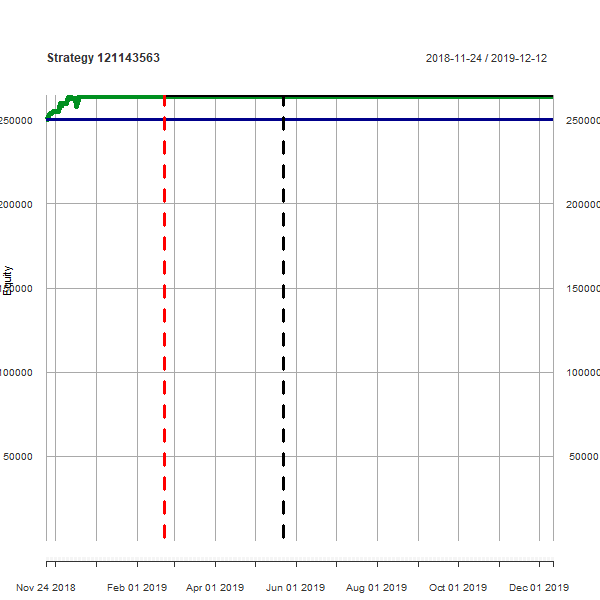 Strategy 121143563
2018-11-24 / 2019-12-12
250000 250000
200000 200000
Equity
150000 150000
100000 100000
50000 50000
Nov 24 2018 Feb 01 2019 Apr 01 2019 Jun 01 2019 Aug 01 2019 Oct 01 2019 Dec 01 2019